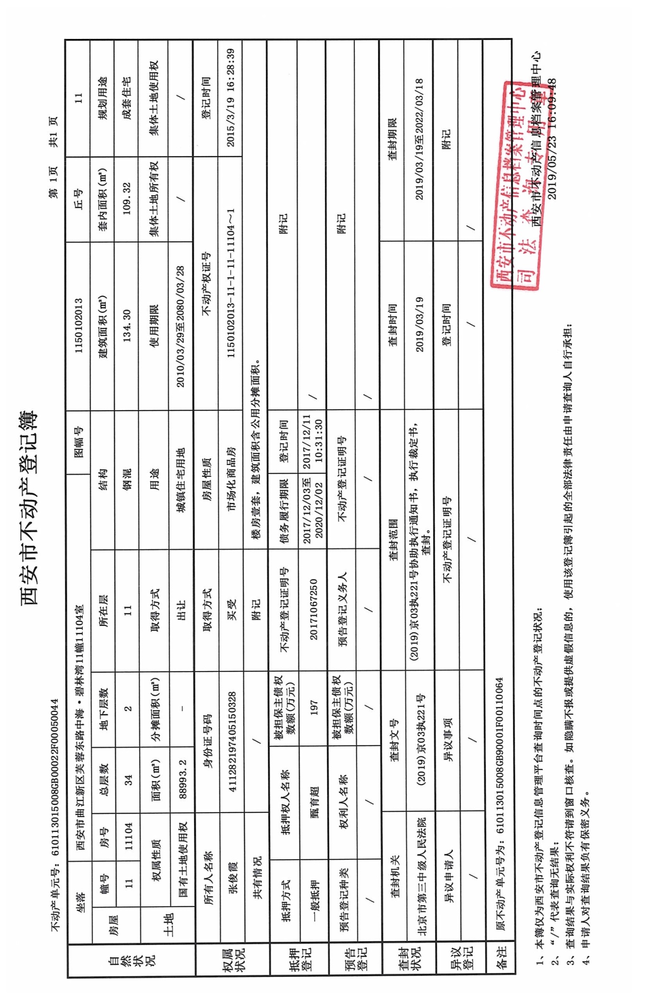 西安市不动产登记簿
不动产单元号: 610113015008GB00022F00050044 第 1页 共1 页
坐落 西安市曲江新区芙蓉东路中海·碧林湾11幢11104室 图幅号 1150102013 丘号 11
自然状况 房屋 幢号 房号 总层数 地下层数 所在层 结构 建筑面积(㎡) 套内面积(㎡) 规划用途
11 11104 34 2 11 钢混 134.30 109.32 成套住宅
土地 权属性质 面积(㎡) 分摊面积(㎡) 取得方式 用途 使用期限 集体土地所有权 集体土地使用权
国有土地使用权 88993.2 - 出让 城镇住宅用地 2010/03/29至2080/03/28 / /
权属状况 所有人名称 身份证号码 取得方式 房屋性质 不动产权证号 登记时间
张俊霞 411282197405150328 买受 市场化商品房 1150102013-11-1-11-11104～1 2015/3/19 16:28:39
共有情况 / 附记 楼房壹套，建筑面积含公用分摊面积。
抵押登记 抵押方式 抵押权人名称 被担保主债权数额(万元) 不动产登记证明号 债务履行期限 登记时间 附记
一般抵押 甄育超 197 20171067250 2017/12/03至2020/12/02 2017/12/11 10:31:30 /
预告登记 预告登记种类 权利人名称 被担保主债权数额(万元) 预告登记义务人 不动产登记证明号 附记
/ / / / / /
查封状况 查封机关 查封文号 查封范围 查封时间 查封期限
北京市第三中级人民法院 (2019)京03执221号 (2019)京03执221号协助执行通知书，执行裁定书，查封。 2019/03/19 2019/03/19至2022/03/18
异议登记 异议申请人 异议事项 不动产登记证明号 登记时间 附记
/ / / / /
备注 原不动产单元号为: 610113015008GB90001F00110064
西安市不动产信息档案管理中心
司法查询专用章
西安市不动产信息档案管理中心
2019/05/23 16:09:48
1、本簿仅为西安市不动产登记信息管理平台查询时间点的不动产登记状况；
2、“/”代表查询无结果；
3、查询结果与实际权利不符请到窗口核查。如隐瞒不报或提供虚假信息的，使用该登记簿引起的全部法律责任由申请查询人自行承担；
4、申请人对查询结果负有保密义务。